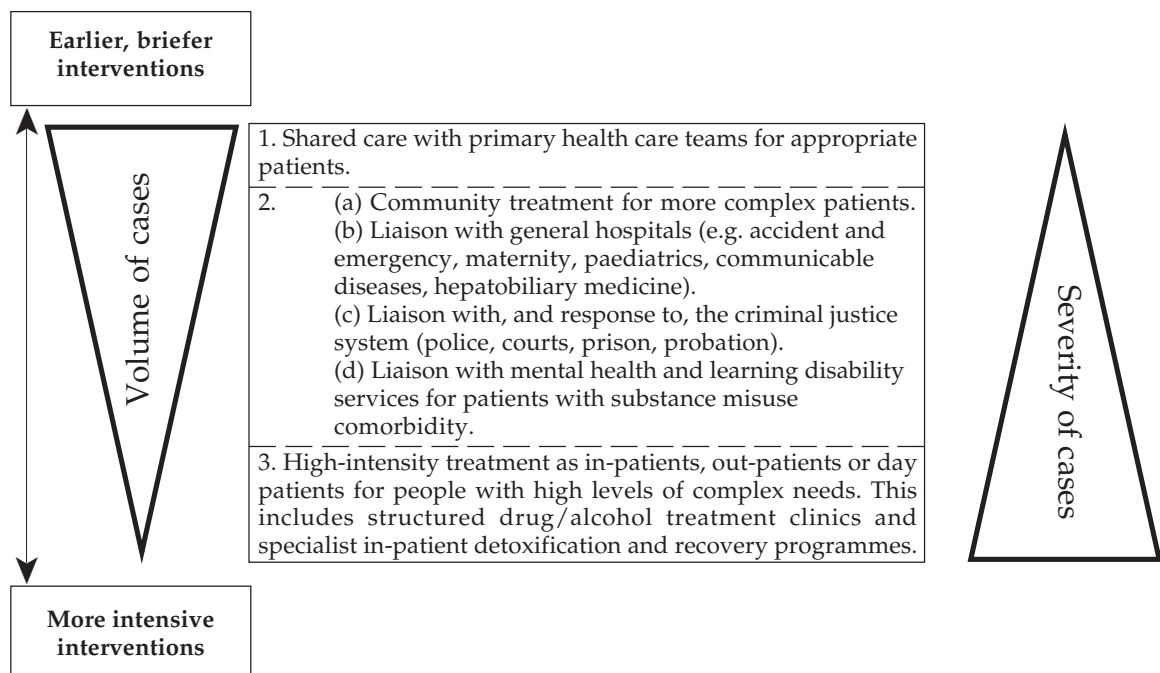 Earlier, briefer
interventions
Volume of cases
1. Shared care with primary health care teams for appropriate
patients.
2. (a) Community treatment for more complex patients.
(b) Liaison with general hospitals (e.g. accident and
emergency, maternity, paediatrics, communicable
diseases, hepatobiliary medicine).
(c) Liaison with, and response to, the criminal justice
system (police, courts, prison, probation).
(d) Liaison with mental health and learning disability
services for patients with substance misuse
comorbidity.
3. High-intensity treatment as in-patients, out-patients or day
patients for people with high levels of complex needs. This
includes structured drug/alcohol treatment clinics and
specialist in-patient detoxification and recovery programmes.
Severity of cases
More intensive
interventions